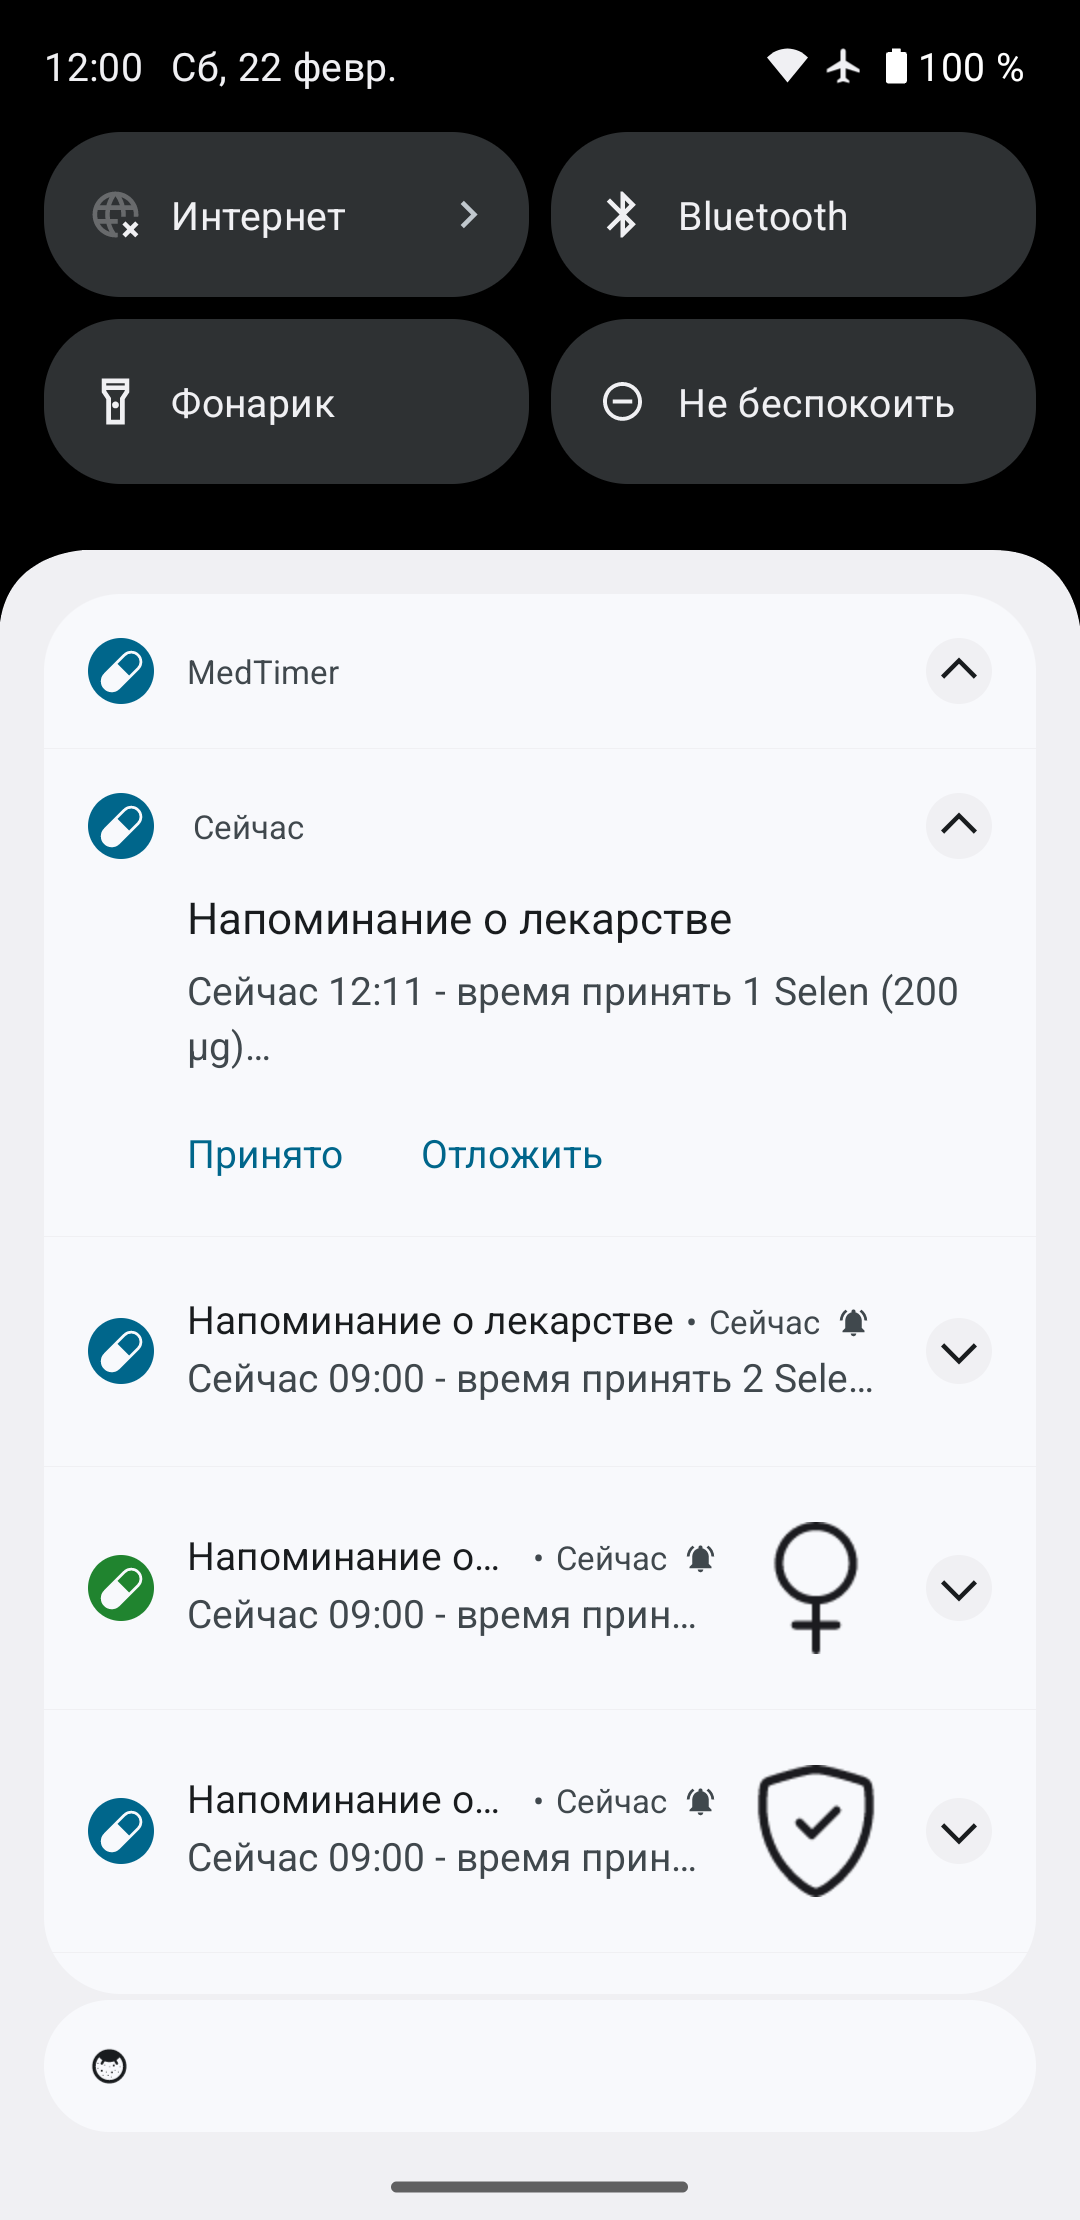 12:00 Сб, 22 февр. 100 %
Интернет
Bluetooth
Фонарик
Не беспокоить
MedTimer
Сейчас
Напоминание о лекарстве
Сейчас 12:11 - время принять 1 Selen (200
µg)…
Принято Отложить
Напоминание о лекарстве • Сейчас
Сейчас 09:00 - время принять 2 Sele…
Напоминание о… • Сейчас
Сейчас 09:00 - время прин…
Напоминание о… • Сейчас
Сейчас 09:00 - время прин…